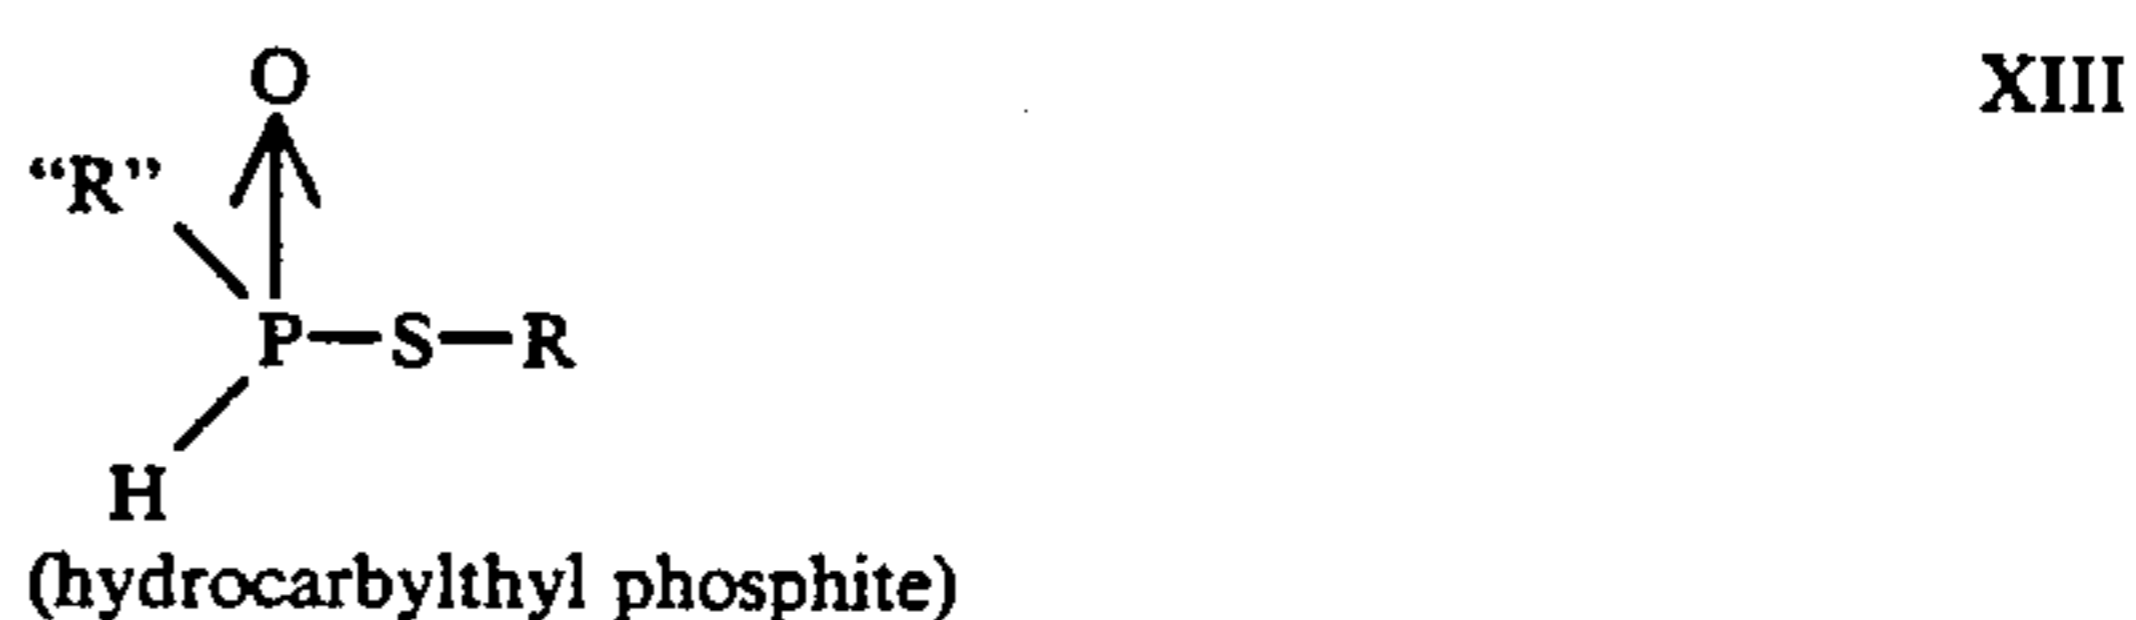 O
XIII
“R”
P—S—R
H
(hydrocarbylthyl phosphite)